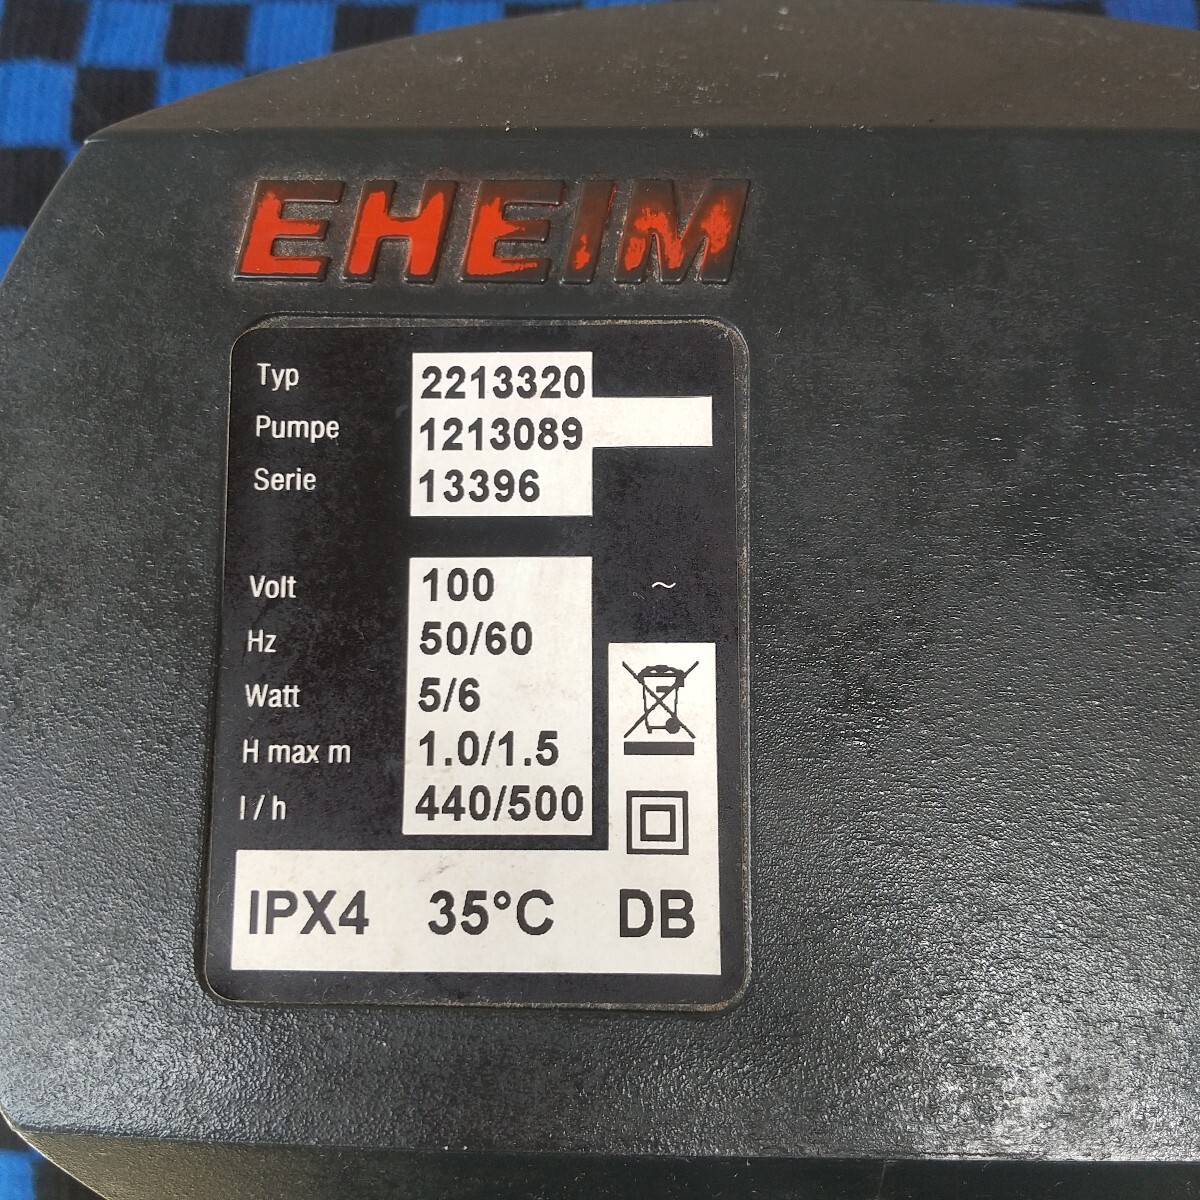 EHEIM
Typ 2213320
Pumpe 1213089
Serie 13396
Volt 100 ~
Hz 50/60
Watt 5/6
H max m 1.0/1.5
l/h 440/500
IPX4 35°C DB